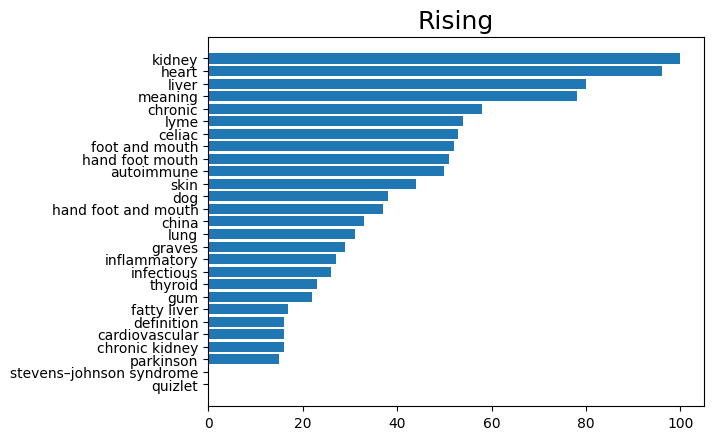 Rising
kidney
heart
liver
meaning
chronic
lyme
celiac
foot and mouth
hand foot mouth
autoimmune
skin
dog
hand foot and mouth
china
lung
graves
inflammatory
infectious
thyroid
gum
fatty liver
definition
cardiovascular
chronic kidney
parkinson
stevens–johnson syndrome
quizlet
0 20 40 60 80 100